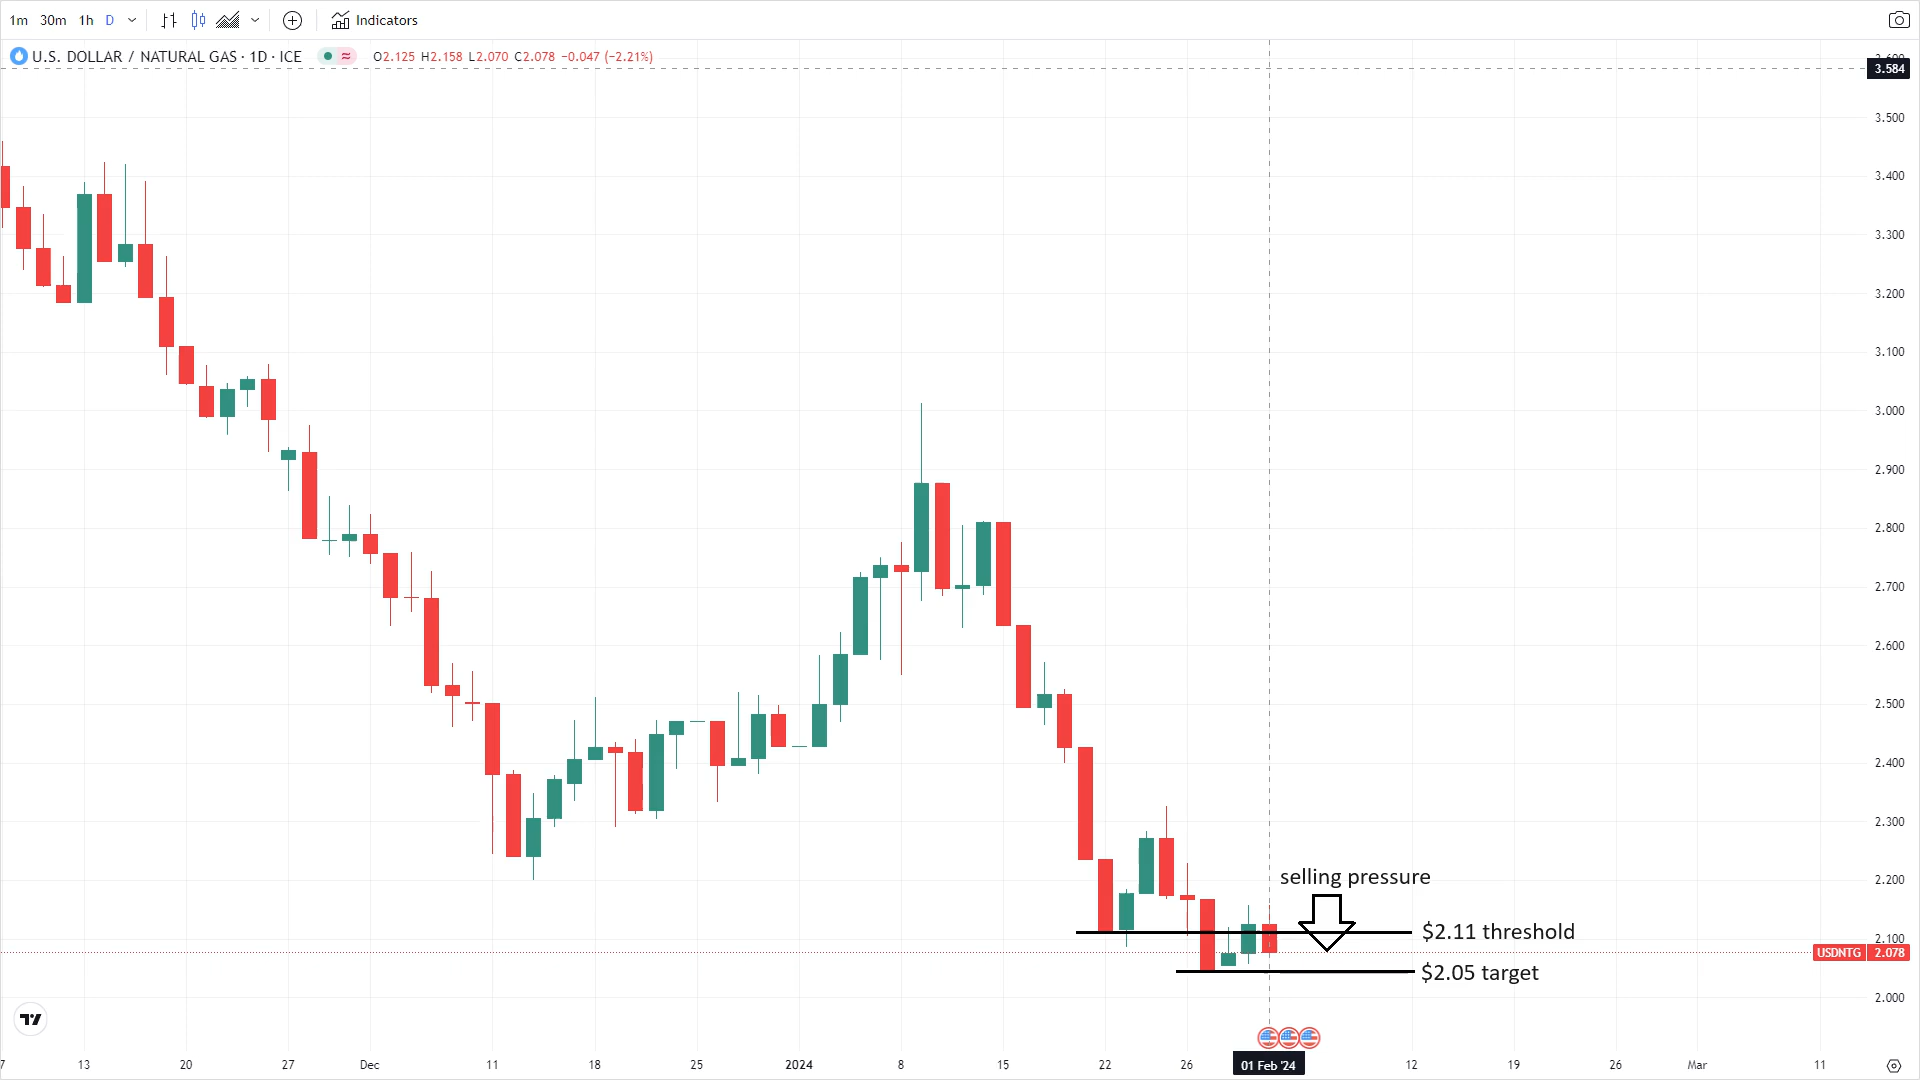 1m 30m 1h D Indicators
U.S. DOLLAR / NATURAL GAS · 1D · ICE O2.125 H2.158 L2.070 C2.078 −0.047 (−2.21%)
3.584
3.500
3.400
3.300
3.200
3.100
3.000
2.900
2.800
2.700
2.600
2.500
2.400
2.300
2.200
selling pressure
$2.11 threshold
2.100
USDNTG 2.078
$2.05 target
2.000
7 13 20 27 Dec 11 18 25 2024 8 15 22 26 01 Feb '24 12 19 26 Mar 11